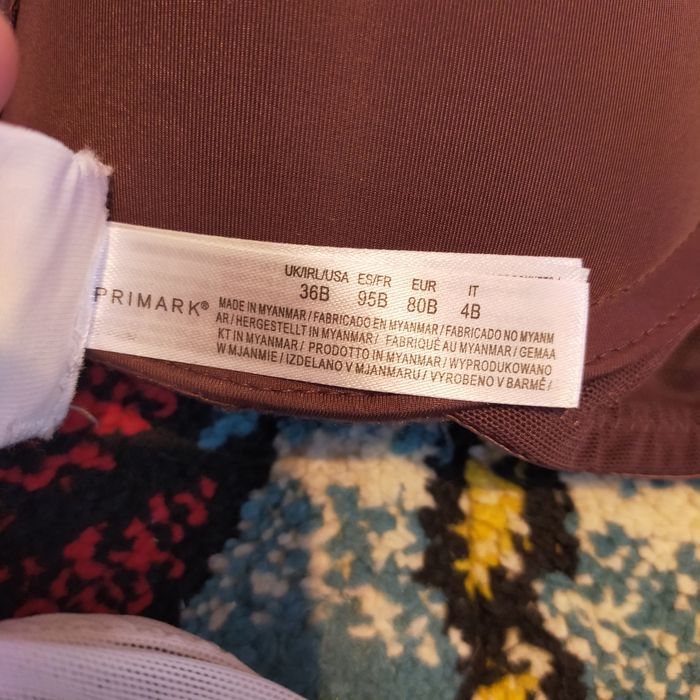 UK/IRL/USA ES/FR EUR IT
36B 95B 80B 4B
PRIMARK®
MADE IN MYANMAR / FABRICADO EN MYANMAR / FABRICADO NO MYANM
AR / HERGESTELLT IN MYANMAR / FABRIQUÉ AU MYANMAR / GEMAA
KT IN MYANMAR / PRODOTTO IN MYANMAR / WYPRODUKOWANO
W MJANMIE / IZDELANO V MJANMARU / VYROBENO V BARMĚ /